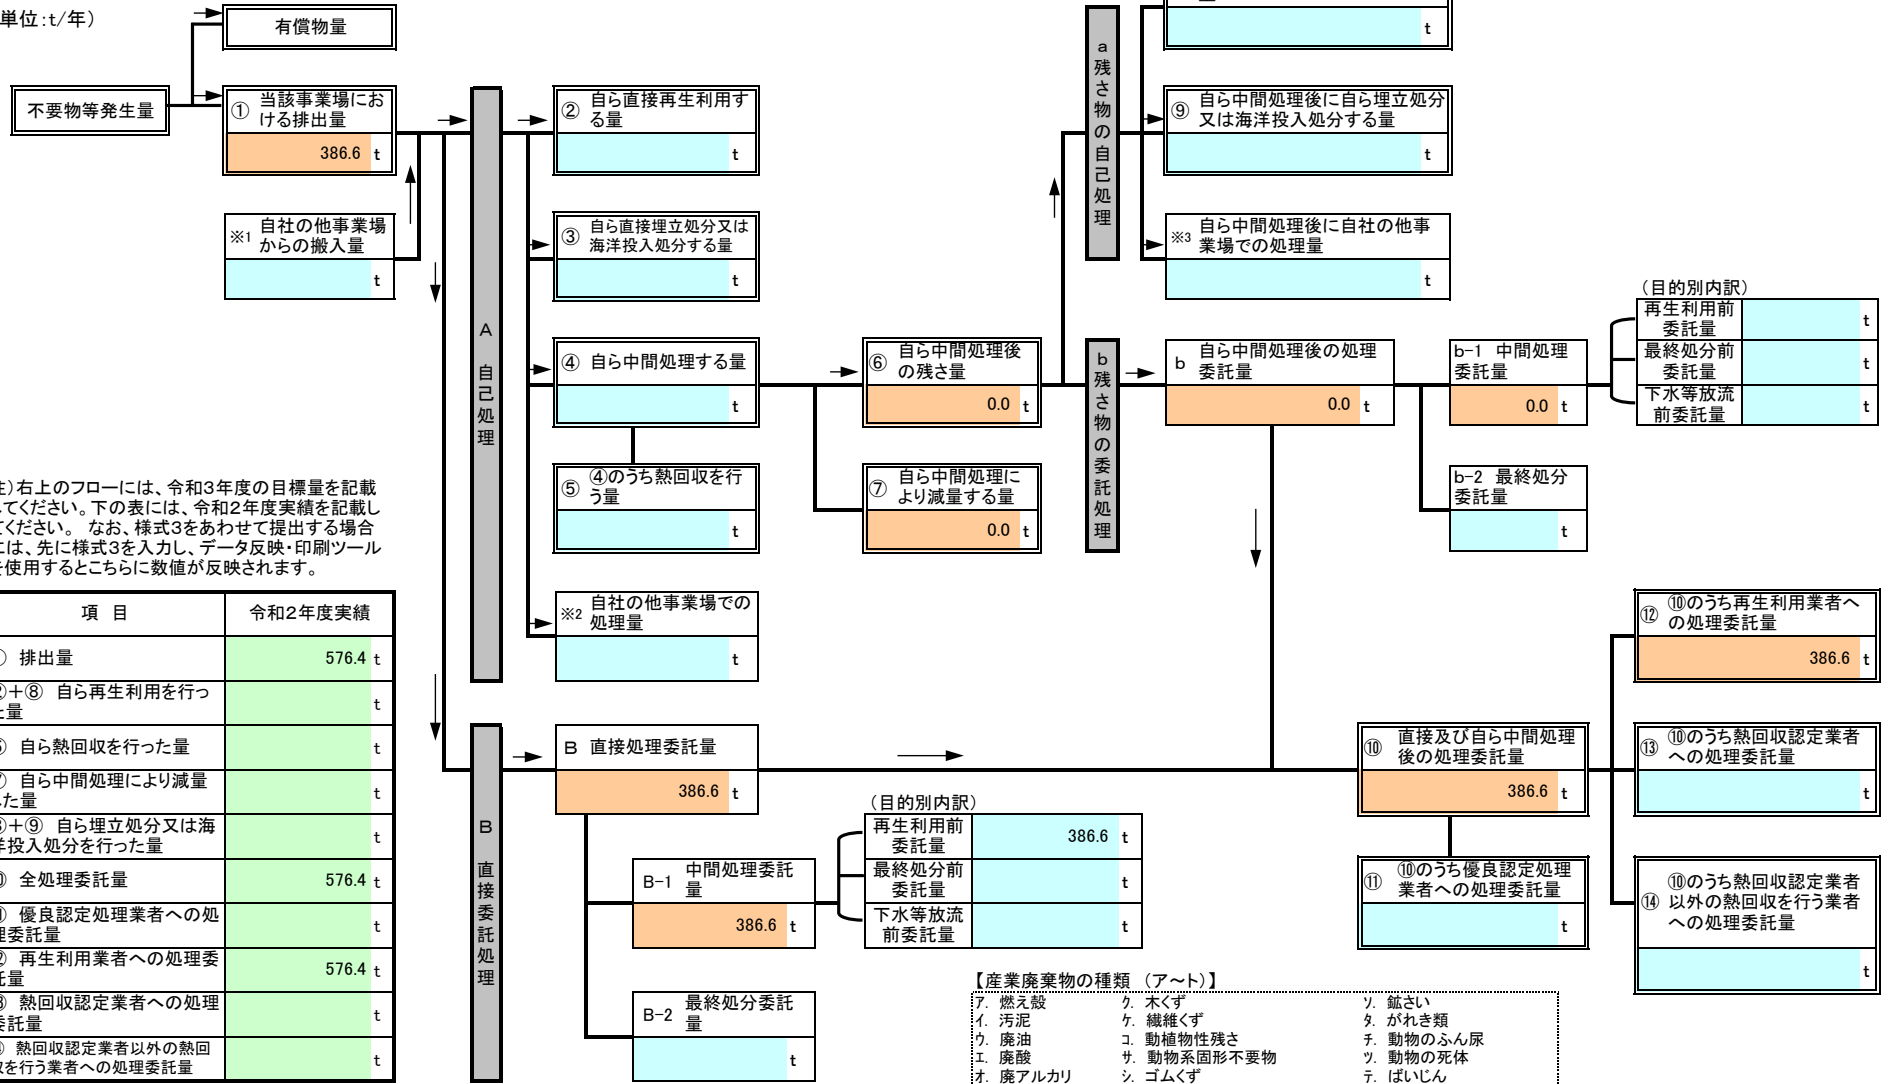 単位:t/年)
有償物量
t
不要物等発生量
① 当該事業場における排出量
386.6 t
※1 自社の他事業場からの搬入量
t
A 自己処理
② 自ら直接再生利用する量
t
③ 自ら直接埋立処分又は海洋投入処分する量
t
④ 自ら中間処理する量
t
⑤ ④のうち熱回収を行う量
t
※2 自社の他事業場での処理量
t
⑥ 自ら中間処理後の残さ量
0.0 t
⑦ 自ら中間処理により減量する量
0.0 t
a 残さ物の自己処理
⑨ 自ら中間処理後に自ら埋立処分又は海洋投入処分する量
t
※3 自ら中間処理後に自社の他事業場での処理量
t
b 残さ物の委託処理
b 自ら中間処理後の処理委託量
0.0 t
b-1 中間処理委託量
0.0 t
b-2 最終処分委託量
t
(目的別内訳)
再生利用前委託量 t
最終処分前委託量 t
下水等放流前委託量 t
注)右上のフローには、令和3年度の目標量を記載
してください。下の表には、令和2年度実績を記載し
てください。 なお、様式3をあわせて提出する場合
には、先に様式3を入力し、データ反映・印刷ツール
を使用するとこちらに数値が反映されます。
項 目 令和2年度実績
排出量 576.4 t
②+⑧ 自ら再生利用を行った量 t
自ら熱回収を行った量 t
自ら中間処理により減量した量 t
③+⑨ 自ら埋立処分又は海洋投入処分を行った量 t
全処理委託量 576.4 t
優良認定処理業者への処理委託量 t
再生利用業者への処理委託量 576.4 t
熱回収認定業者への処理委託量 t
熱回収認定業者以外の熱回収を行う業者への処理委託量 t
B 直接委託処理
B 直接処理委託量
386.6 t
B-1 中間処理委託量
386.6 t
B-2 最終処分委託量
t
(目的別内訳)
再生利用前委託量 386.6 t
最終処分前委託量 t
下水等放流前委託量 t
⑩ 直接及び自ら中間処理後の処理委託量
386.6 t
⑪ ⑩のうち優良認定処理業者への処理委託量
t
⑫ ⑩のうち再生利用業者への処理委託量
386.6 t
⑬ ⑩のうち熱回収認定業者への処理委託量
t
⑭ ⑩のうち熱回収認定業者以外の熱回収を行う業者への処理委託量
t
【産業廃棄物の種類 (ア~ト)】
ア. 燃え殻 ク. 木くず ソ. 鉱さい
イ. 汚泥 ケ. 繊維くず タ. がれき類
ウ. 廃油 コ. 動植物性残さ チ. 動物のふん尿
エ. 廃酸 サ. 動物系固形不要物 ツ. 動物の死体
オ. 廃アルカリ シ. ゴムくず テ. ばいじん